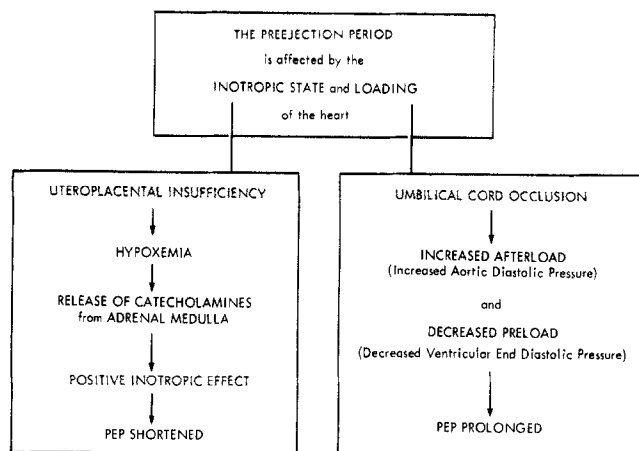 THE PREEJECTION PERIOD
is affected by the
INOTROPIC STATE and LOADING
of the heart
UTEROPLACENTAL INSUFFICIENCY
HYPOXEMIA
RELEASE OF CATECHOLAMINES
from ADRENAL MEDULLA
POSITIVE INOTROPIC EFFECT
PEP SHORTENED
UMBILICAL CORD OCCLUSION
INCREASED AFTERLOAD
(Increased Aortic Diastolic Pressure)
and
DECREASED PRELOAD
(Decreased Ventricular End Diastolic Pressure)
PEP PROLONGED